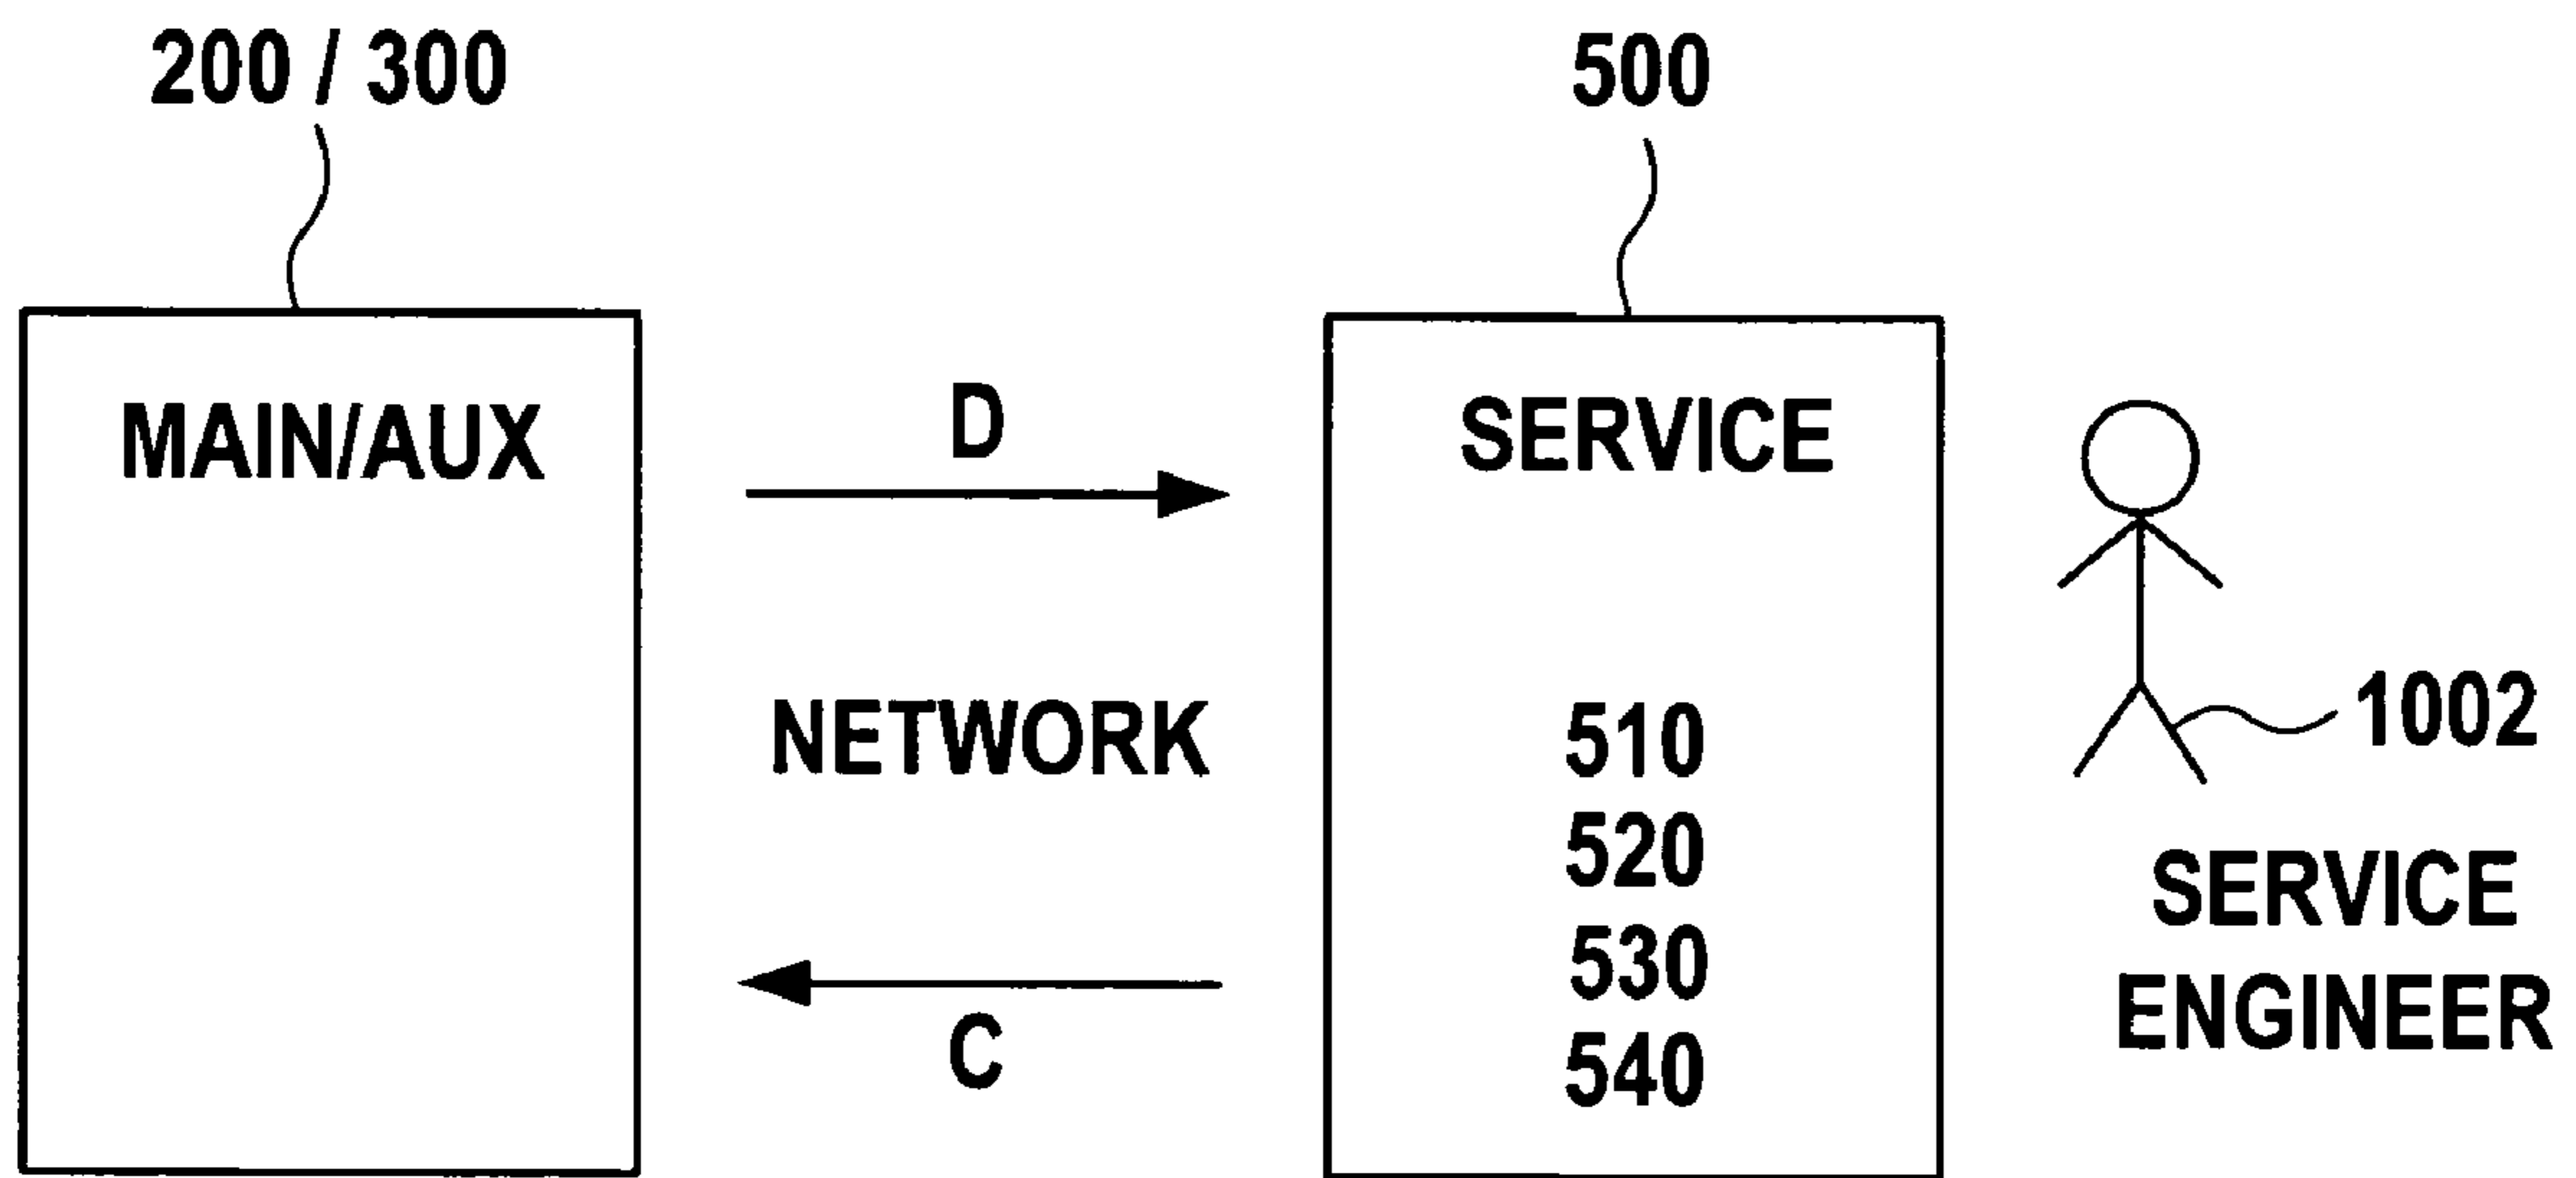 200 / 300
500
MAIN/AUX
D
SERVICE
NETWORK
C
510
520
530
540
1002
SERVICE
ENGINEER